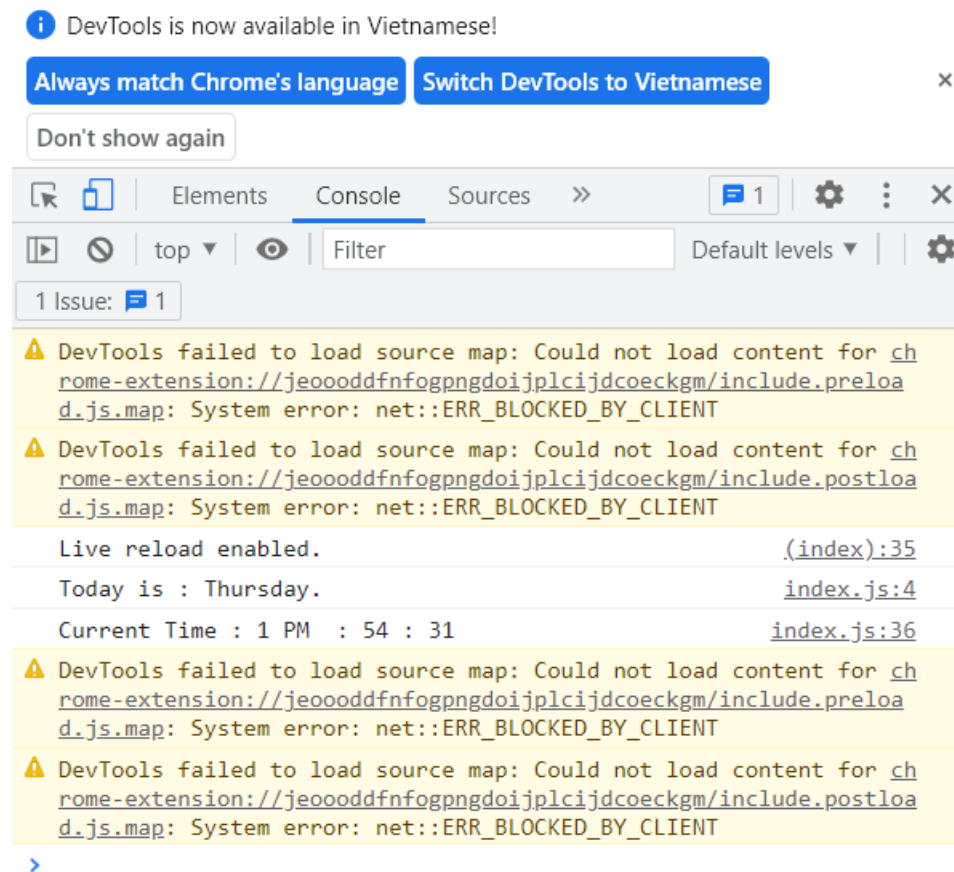 DevTools is now available in Vietnamese!
Always match Chrome's language Switch DevTools to Vietnamese
Don't show again
Elements Console Sources 1
top Filter Default levels
1 Issue: 1
DevTools failed to load source map: Could not load content for ch
rome-extension://jeoooddfnfogpngdoijplcijdcoeckgm/include.preloa
d.js.map: System error: net::ERR_BLOCKED_BY_CLIENT
DevTools failed to load source map: Could not load content for ch
rome-extension://jeoooddfnfogpngdoijplcijdcoeckgm/include.postloa
d.js.map: System error: net::ERR_BLOCKED_BY_CLIENT
Live reload enabled. (index):35
Today is : Thursday. index.js:4
Current Time : 1 PM  : 54 : 31 index.js:36
DevTools failed to load source map: Could not load content for ch
rome-extension://jeoooddfnfogpngdoijplcijdcoeckgm/include.preloa
d.js.map: System error: net::ERR_BLOCKED_BY_CLIENT
DevTools failed to load source map: Could not load content for ch
rome-extension://jeoooddfnfogpngdoijplcijdcoeckgm/include.postloa
d.js.map: System error: net::ERR_BLOCKED_BY_CLIENT